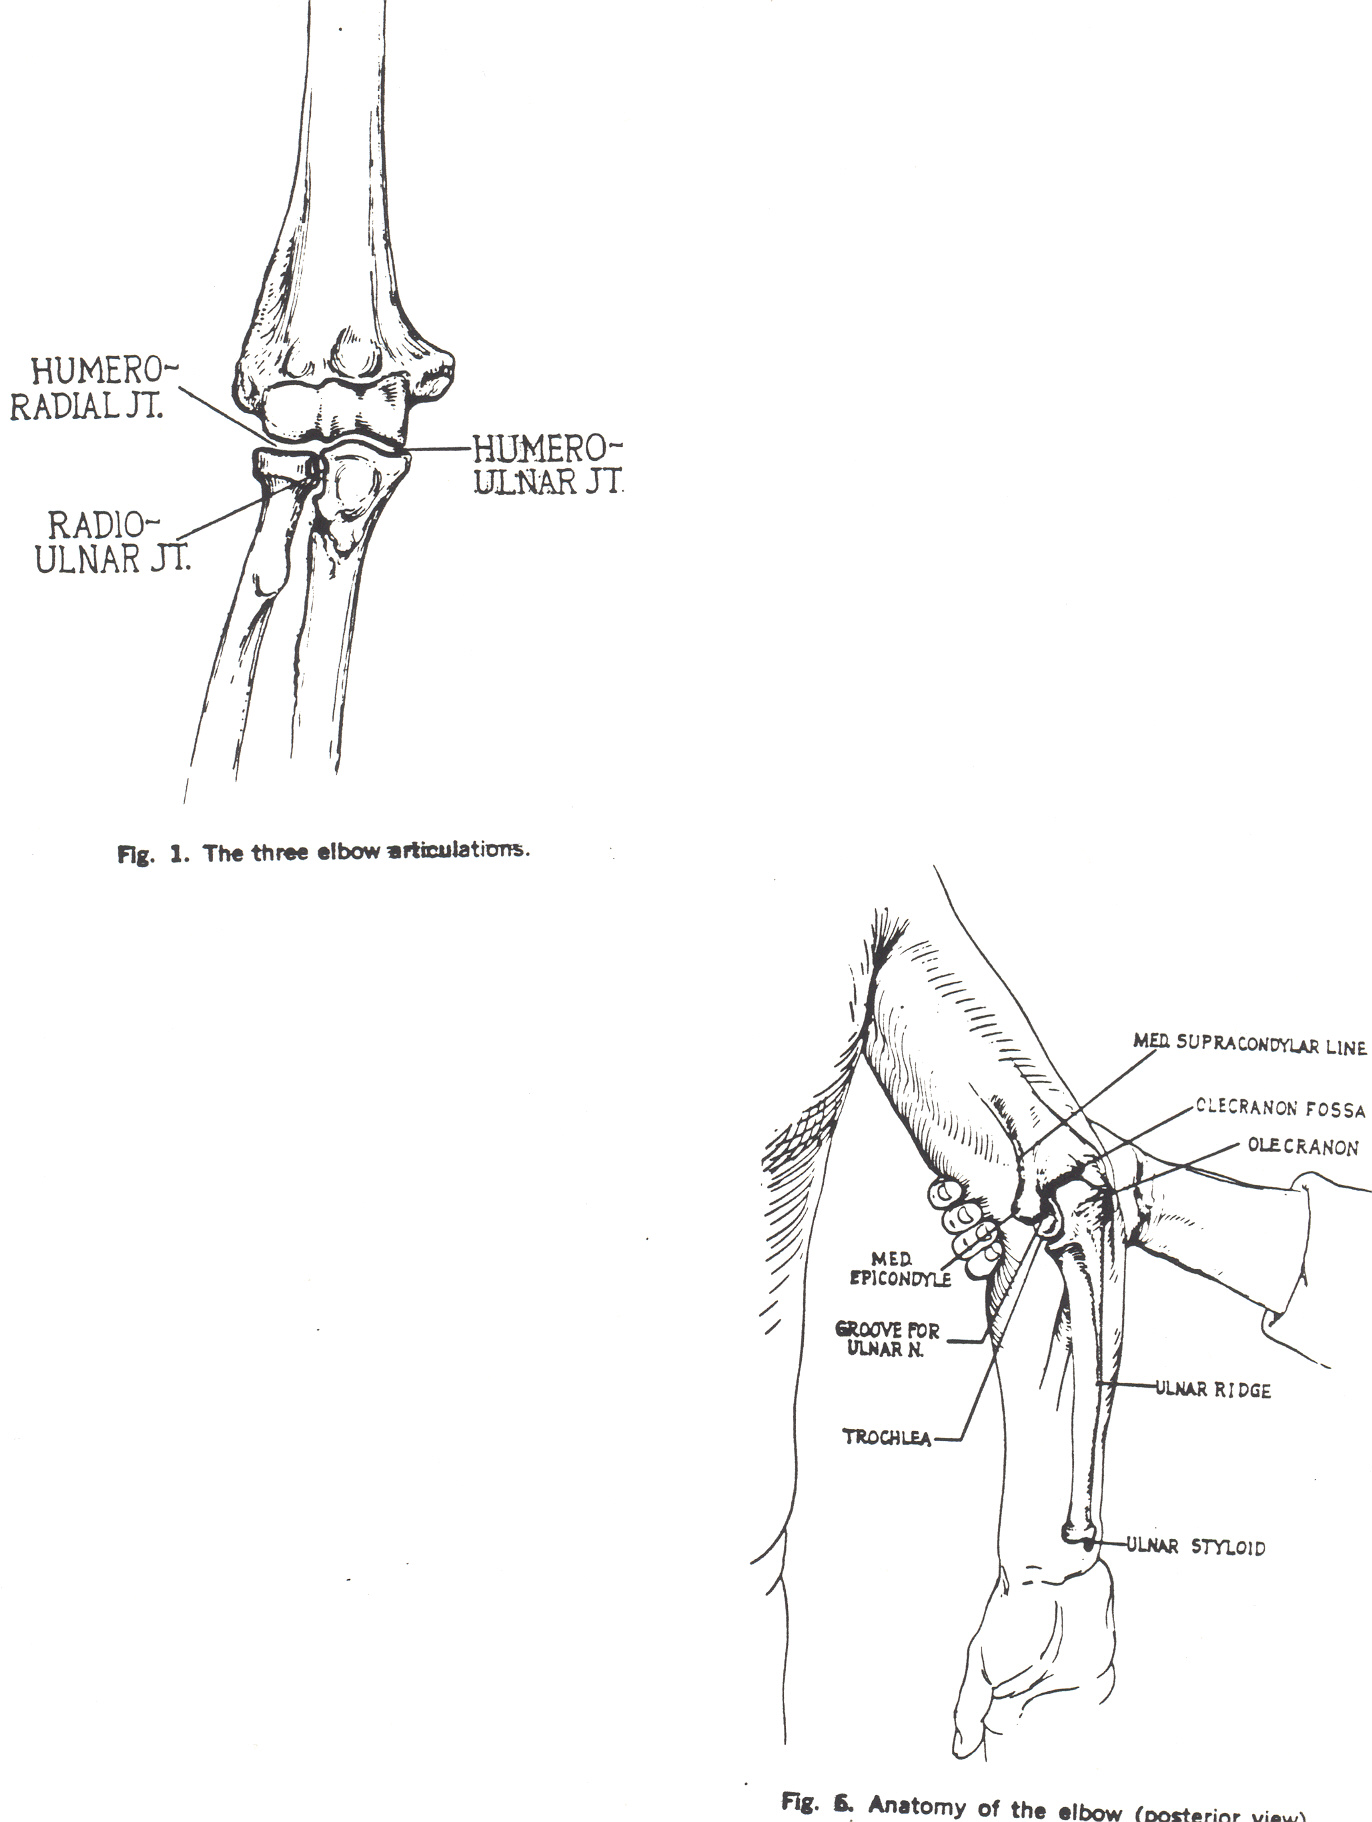 HUMERO-
RADIAL JT.
HUMERO-
ULNAR JT.
RADIO-
ULNAR JT.
Fig. 1. The three elbow articulations.
MED. SUPRACONDYLAR LINE
OLECRANON FOSSA
OLECRANON
MED.
EPICONDYLE
GROOVE FOR
ULNAR N.
ULNAR RIDGE
TROCHLEA
ULNAR STYLOID
Fig. Anatomy of the elbow (posterior view)